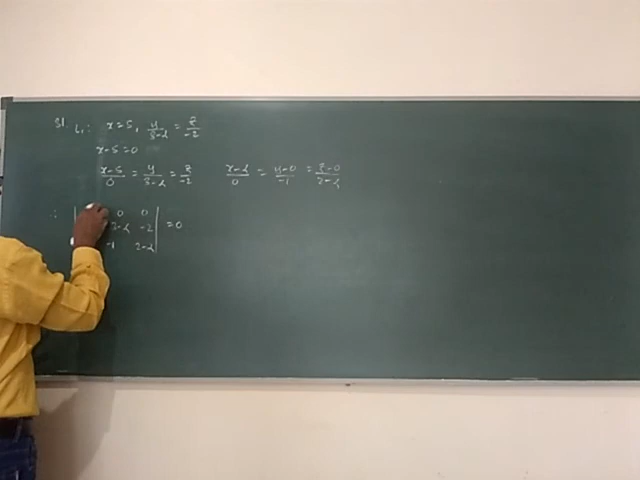 51. L₁: x=5, y/(3-α) = z/-2
x-5=0
(x-5)/0 = y/(3-α) = z/-2 (x-α)/0 = (y-0)/-1 = (z-0)/(2-α)
∴ | 0 0 |
3-α -2 | =0
-1 2-α |